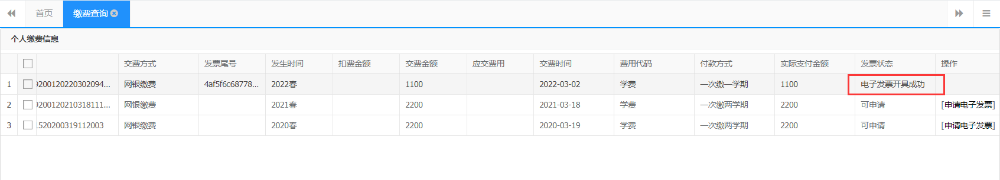 首页 缴费查询
个人缴费信息
交费方式 发票尾号 发生时间 扣费金额 交费金额 应交费用 交费时间 费用代码 付款方式 实际支付金额 发票状态 操作
1 9200120220302094... 网银缴费 4af5f6c68778... 2022春 1100 2022-03-02 学费 一次缴一学期 1100 电子发票开具成功
2 9200120210318111... 网银缴费 2021春 2200 2021-03-18 学费 一次缴两学期 2200 可申请 [申请电子发票]
3 1520200319112003 网银缴费 2020春 2200 2020-03-19 学费 一次缴两学期 2200 可申请 [申请电子发票]